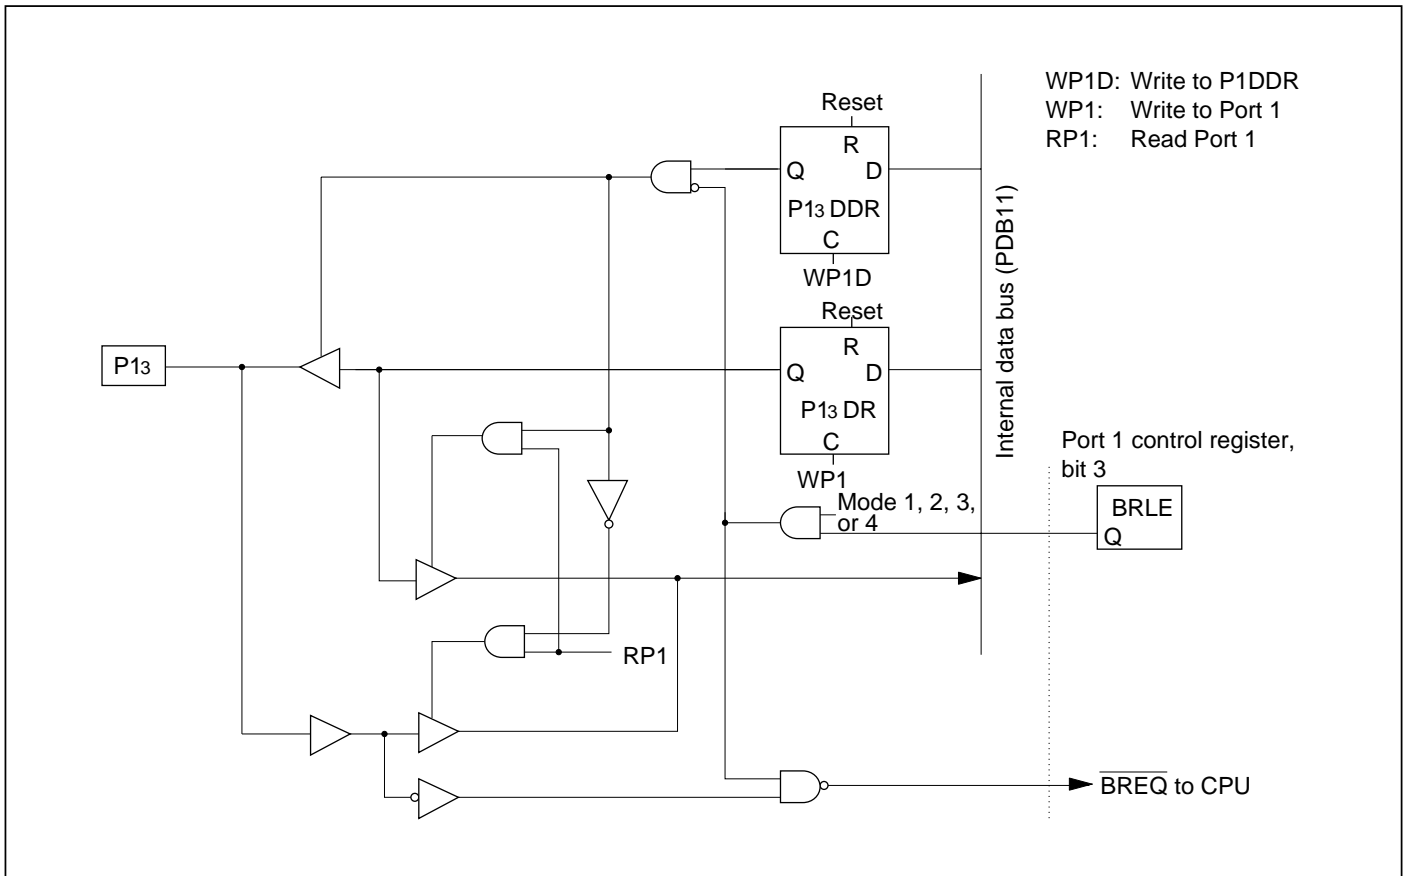 WP1D: Write to P1DDR
WP1: Write to Port 1
RP1: Read Port 1
Reset
R
Q D
P13 DDR
C
WP1D
Internal data bus (PDB11)
Reset
R
P13
Q D
P13 DR
C
WP1
Port 1 control register,
bit 3
Mode 1, 2, 3,
or 4
BRLE
Q
RP1
BREQ to CPU